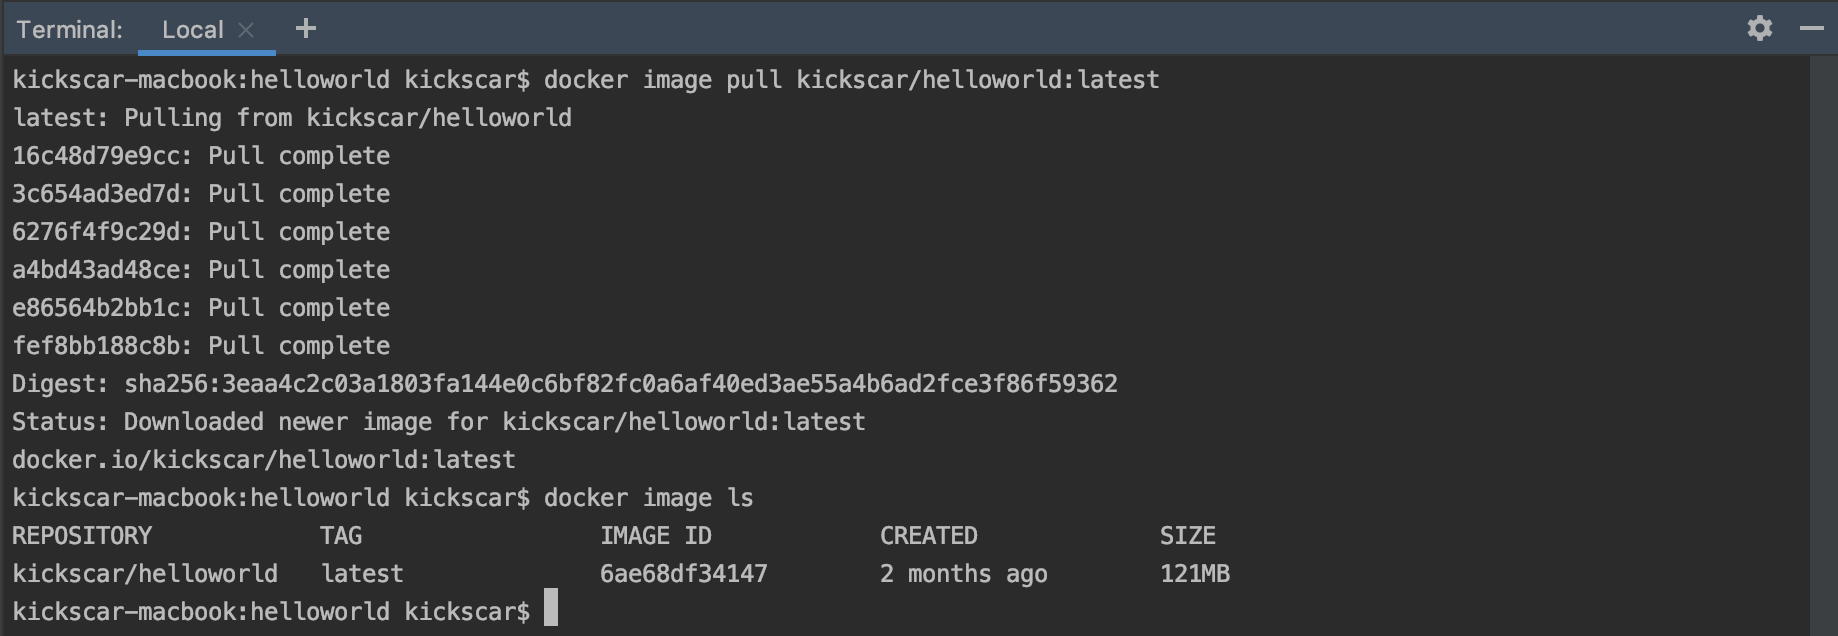 Terminal: Local × +
kickscar-macbook:helloworld kickscar$ docker image pull kickscar/helloworld:latest
latest: Pulling from kickscar/helloworld
16c48d79e9cc: Pull complete
3c654ad3ed7d: Pull complete
6276f4f9c29d: Pull complete
a4bd43ad48ce: Pull complete
e86564b2bb1c: Pull complete
fef8bb188c8b: Pull complete
Digest: sha256:3eaa4c2c03a1803fa144e0c6bf82fc0a6af40ed3ae55a4b6ad2fce3f86f59362
Status: Downloaded newer image for kickscar/helloworld:latest
docker.io/kickscar/helloworld:latest
kickscar-macbook:helloworld kickscar$ docker image ls
REPOSITORY TAG IMAGE ID CREATED SIZE
kickscar/helloworld latest 6ae68df34147 2 months ago 121MB
kickscar-macbook:helloworld kickscar$